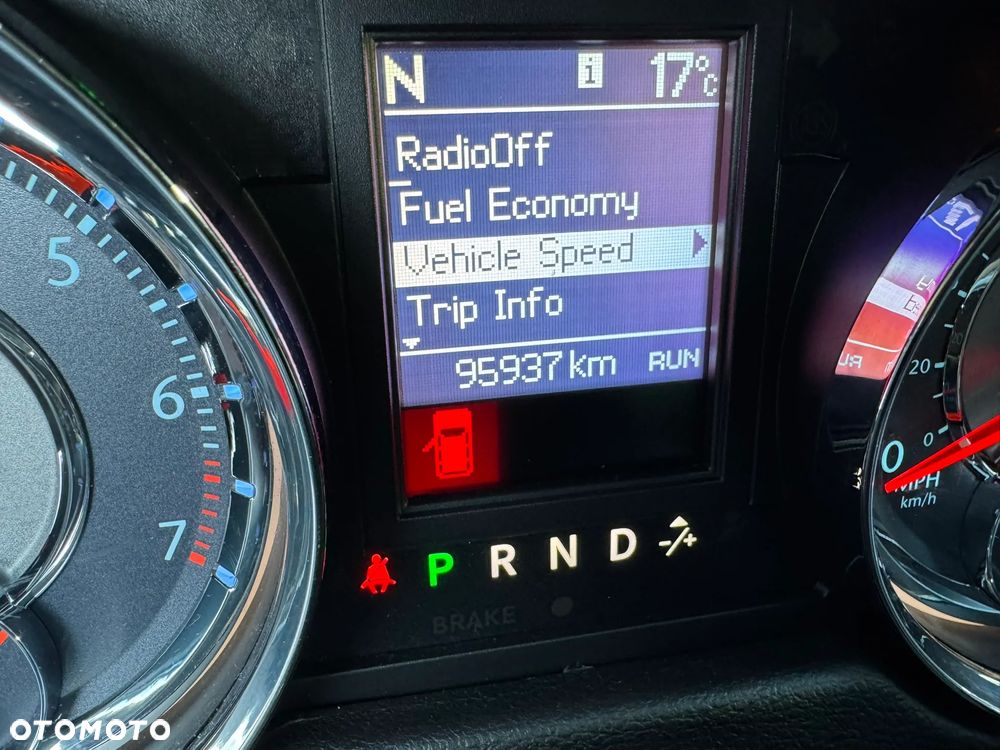 N i 17°C
RadioOff
Fuel Economy
Vehicle Speed
Trip Info
95937 km RUN
5
6
7
20
0
0
MPH
km/h
P R N D -/+
BRAKE
OTOMOTO